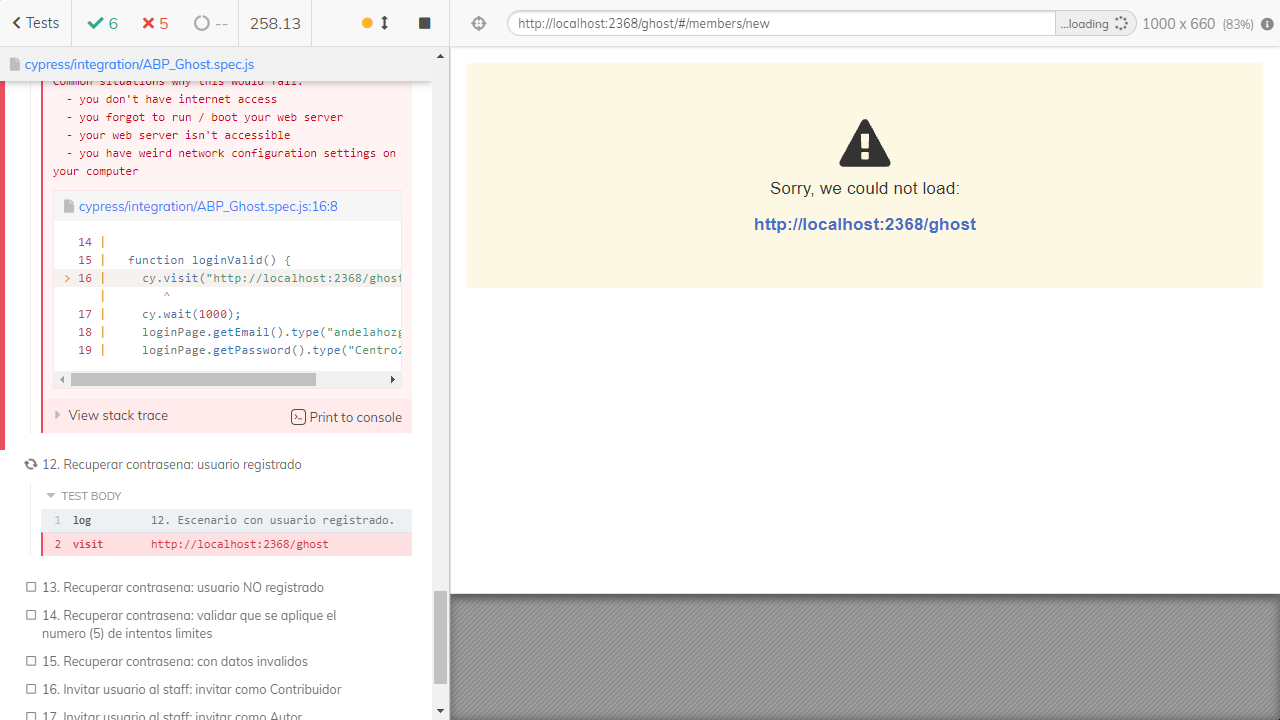 Tests
6
5
--
258.13
http://localhost:2368/ghost/#/members/new
...loading
1000 x 660 (83%)
cypress/integration/ABP_Ghost.spec.js
Common situations why this would fail:
- you don't have internet access
- you forgot to run / boot your web server
- your web server isn't accessible
- you have weird network configuration settings on
your computer
cypress/integration/ABP_Ghost.spec.js:16:8
14 |
15 | function loginValid() {
> 16 | cy.visit("http://localhost:2368/ghost
| ^
17 | cy.wait(1000);
18 | loginPage.getEmail().type("andelahozg
19 | loginPage.getPassword().type("Centro2
View stack trace
Print to console
12. Recuperar contrasena: usuario registrado
TEST BODY
1 log 12. Escenario con usuario registrado.
2 visit http://localhost:2368/ghost
13. Recuperar contrasena: usuario NO registrado
14. Recuperar contrasena: validar que se aplique el
numero (5) de intentos limites
15. Recuperar contrasena: con datos invalidos
16. Invitar usuario al staff: invitar como Contribuidor
17. Invitar usuario al staff: invitar como Autor
Sorry, we could not load:
http://localhost:2368/ghost